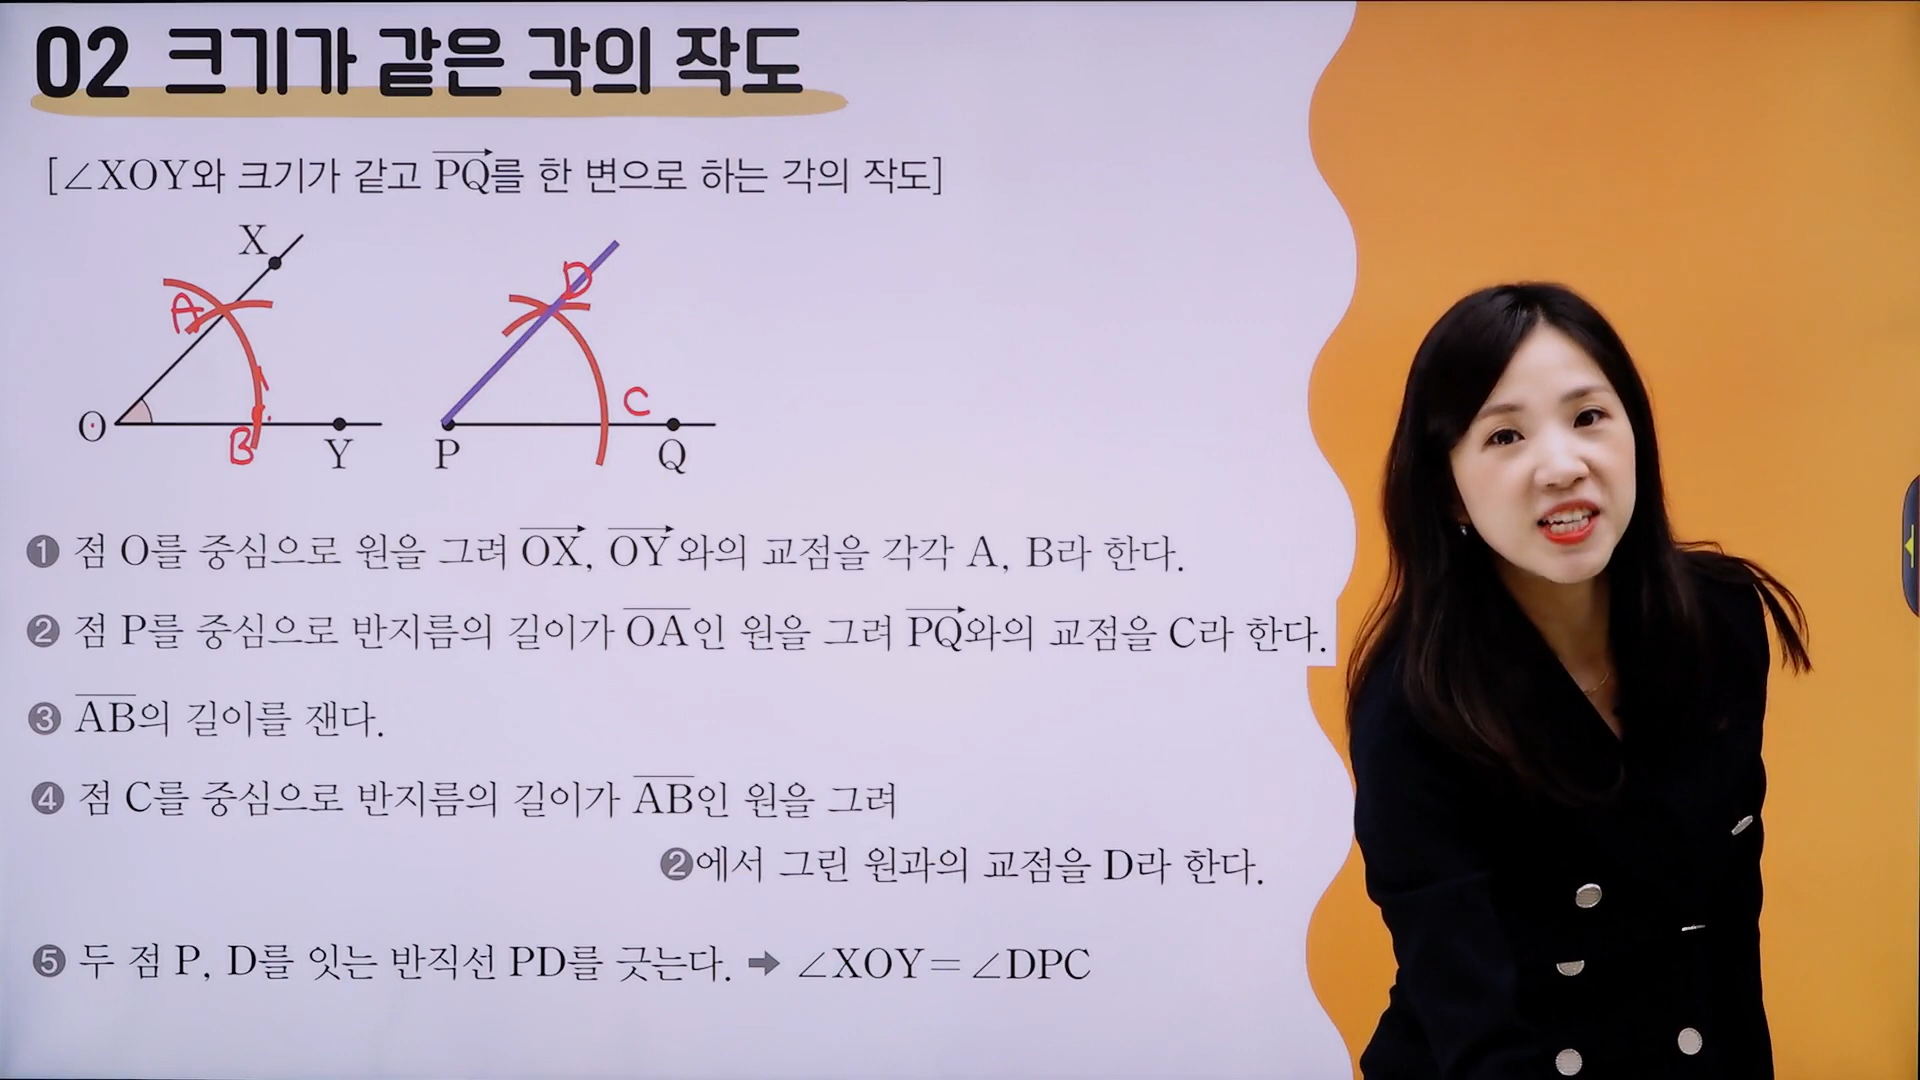 02 크기가 같은 각의 작도
[∠XOY와 크기가 같고 PQ를 한 변으로 하는 각의 작도]
X
A
O
B
Y
D
C
P
Q
❶ 점 O를 중심으로 원을 그려 OX, OY와의 교점을 각각 A, B라 한다.
❷ 점 P를 중심으로 반지름의 길이가 OA인 원을 그려 PQ와의 교점을 C라 한다.
❸ AB의 길이를 잰다.
❹ 점 C를 중심으로 반지름의 길이가 AB인 원을 그려
❷에서 그린 원과의 교점을 D라 한다.
❺ 두 점 P, D를 잇는 반직선 PD를 긋는다. ➡ ∠XOY=∠DPC